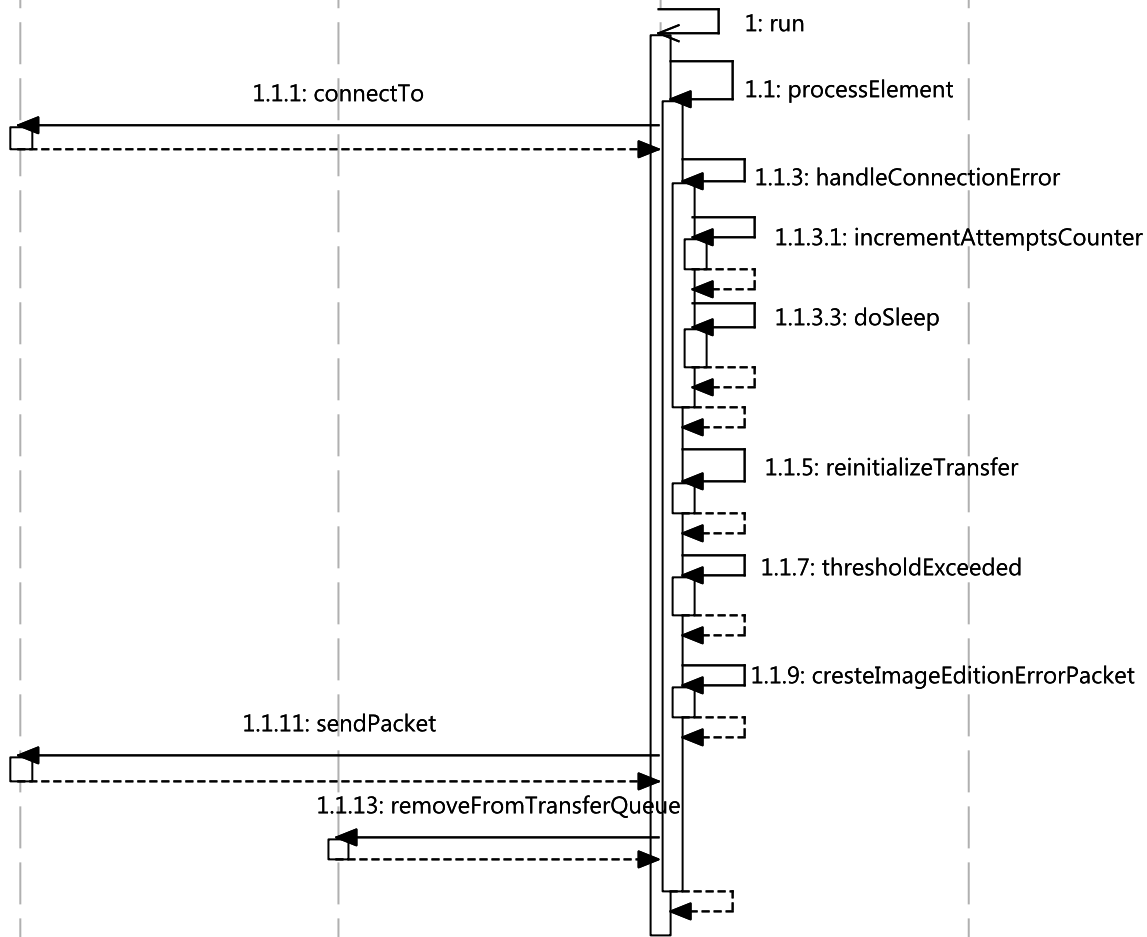 1: run
1.1: processElement
1.1.1: connectTo
1.1.3: handleConnectionError
1.1.3.1: incrementAttemptsCounter
1.1.3.3: doSleep
1.1.5: reinitializeTransfer
1.1.7: thresholdExceeded
1.1.9: cresteImageEditionErrorPacket
1.1.11: sendPacket
1.1.13: removeFromTransferQueue